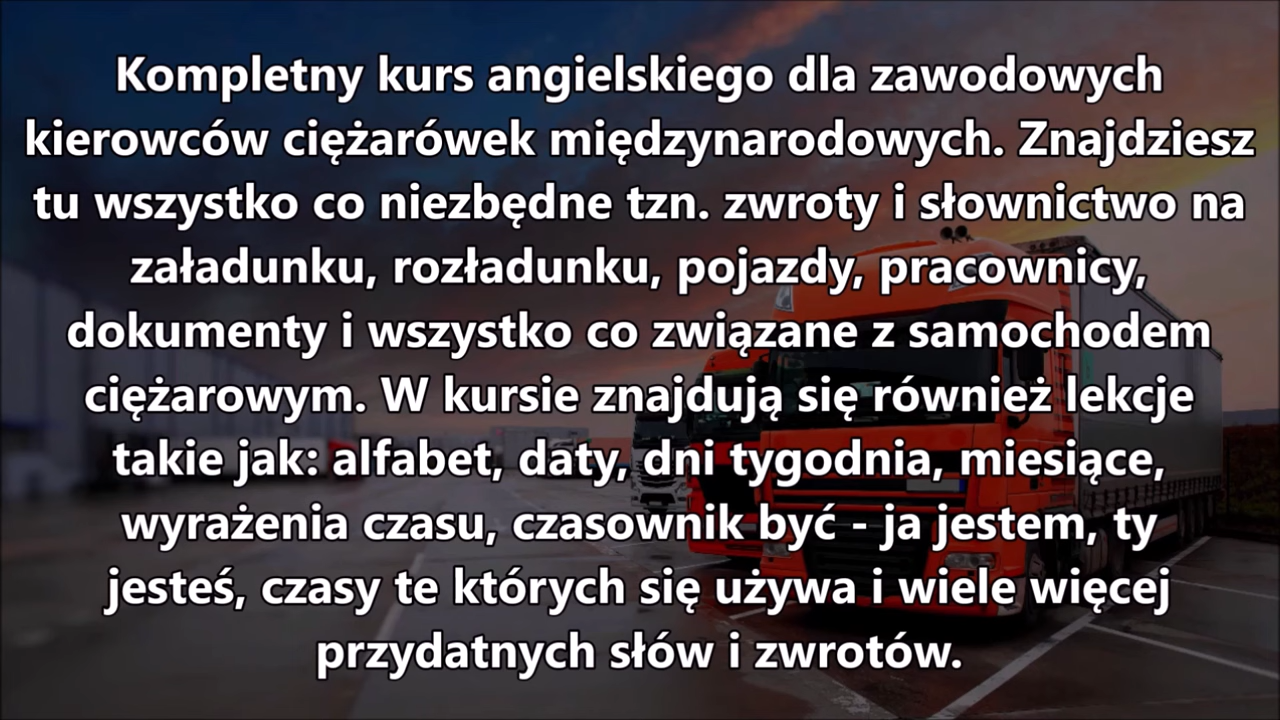 Kompletny kurs angielskiego dla zawodowych
kierowców ciężarówek międzynarodowych. Znajdziesz
tu wszystko co niezbędne tzn. zwroty i słownictwo na
załadunku, rozładunku, pojazdy, pracownicy,
dokumenty i wszystko co związane z samochodem
ciężarowym. W kursie znajdują się również lekcje
takie jak: alfabet, daty, dni tygodnia, miesiące,
wyrażenia czasu, czasownik być - ja jestem, ty
jesteś, czasy te których się używa i wiele więcej
przydatnych słów i zwrotów.